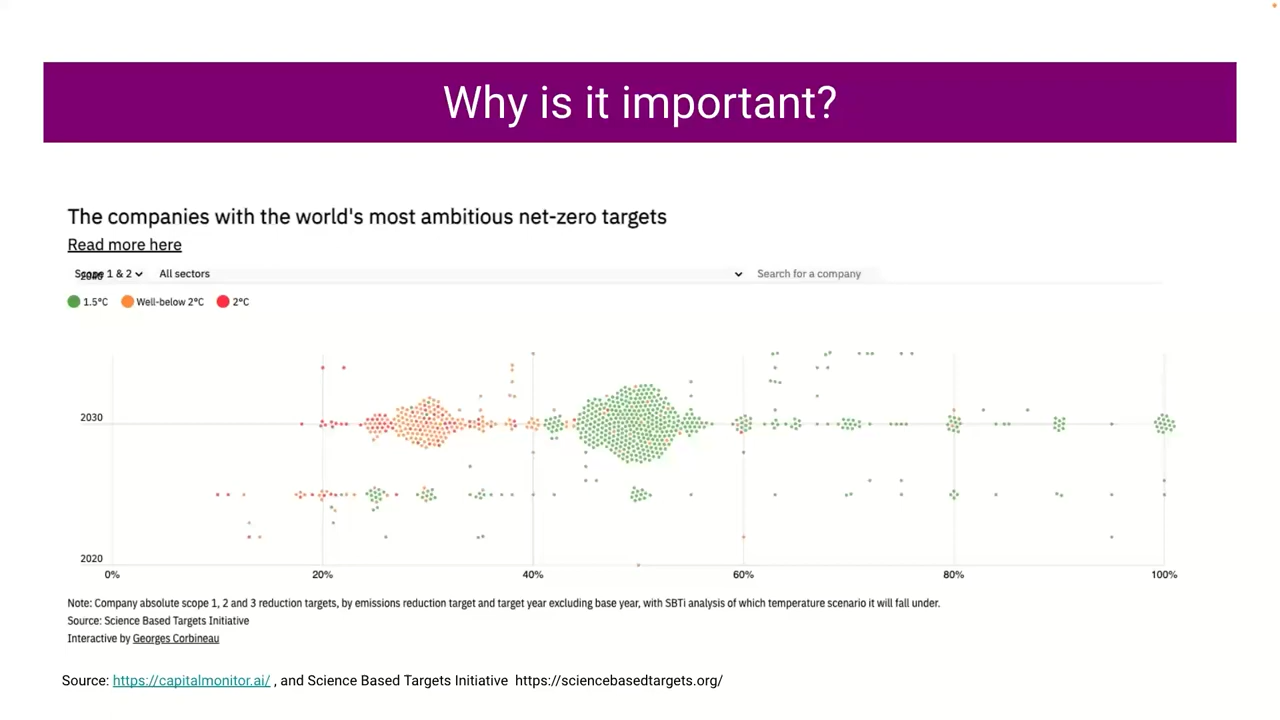 Why is it important?
The companies with the world's most ambitious net-zero targets
Read more here
Scope 1 & 2 All sectors Search for a company
1.5°C Well-below 2°C 2°C
2030
2020
0% 20% 40% 60% 80% 100%
Note: Company absolute scope 1, 2 and 3 reduction targets, by emissions reduction target and target year excluding base year, with SBTi analysis of which temperature scenario it will fall under.
Source: Science Based Targets Initiative
Interactive by Georges Corbineau
Source: https://capitalmonitor.ai/ , and Science Based Targets Initiative https://sciencebasedtargets.org/